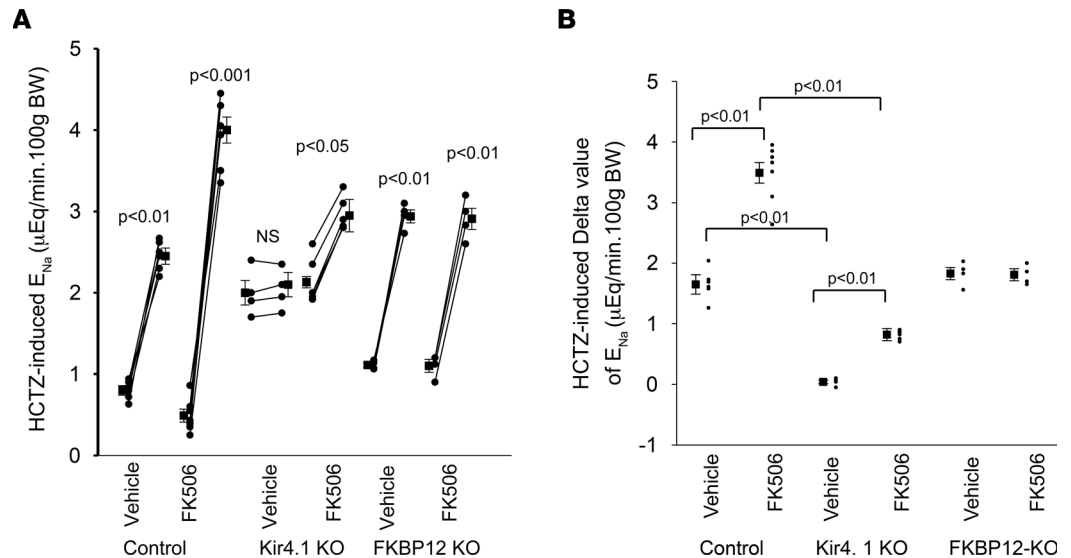 A
HCTZ-induced E_Na (μEq/min.100g BW)
5
4
3
2
1
0
p<0.01
p<0.001
NS
p<0.05
p<0.01
p<0.01
Vehicle
FK506
Vehicle
FK506
Vehicle
FK506
Control
Kir4.1 KO
FKBP12 KO
B
HCTZ-induced Delta value
of E_Na (μEq/min.100g BW)
5
4
3
2
1
0
-1
p<0.01
p<0.01
p<0.01
p<0.01
Vehicle
FK506
Vehicle
FK506
Vehicle
FK506
Control
Kir4. 1 KO
FKBP12-KO